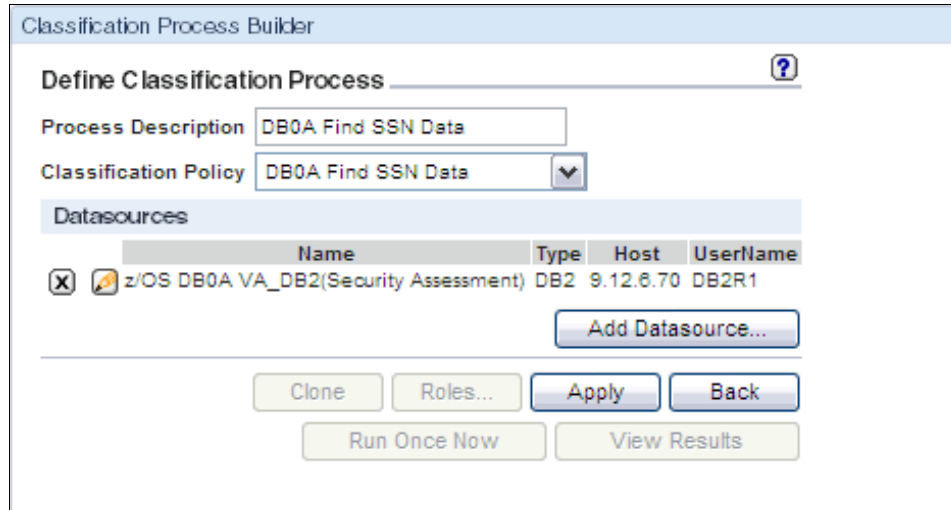 Classification Process Builder
Define Classification Process
?
Process Description DB0A Find SSN Data
Classification Policy DB0A Find SSN Data
Datasources
Name Type Host UserName
X z/OS DB0A VA_DB2(Security Assessment) DB2 9.12.6.70 DB2R1
Add Datasource...
Clone Roles... Apply Back
Run Once Now View Results